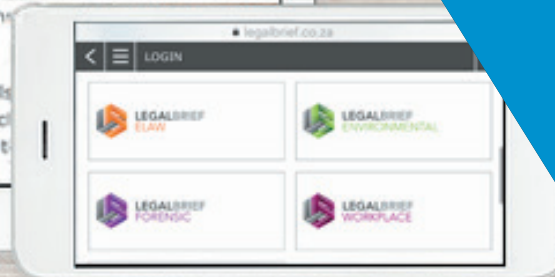 legalbrief.co.za
LOGIN
LEGALBRIEF
ELAW
LEGALBRIEF
ENVIRONMENTAL
LEGALBRIEF
FORENSIC
LEGALBRIEF
WORKPLACE